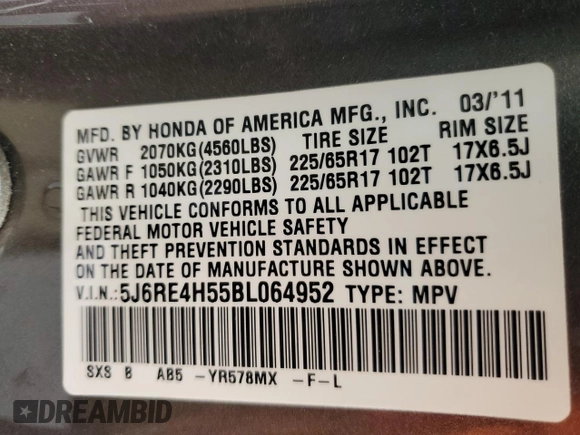 MFD. BY HONDA OF AMERICA MFG., INC. 03/'11
GVWR 2070KG(4560LBS) TIRE SIZE RIM SIZE
GAWR F 1050KG(2310LBS) 225/65R17 102T 17X6.5J
GAWR R 1040KG(2290LBS) 225/65R17 102T 17X6.5J
THIS VEHICLE CONFORMS TO ALL APPLICABLE
FEDERAL MOTOR VEHICLE SAFETY
AND THEFT PREVENTION STANDARDS IN EFFECT
ON THE DATE OF MANUFACTURE SHOWN ABOVE.
V.I.N.:5J6RE4H55BL064952 TYPE: MPV
SXS B AB5 -YR578MX -F-L
DREAMBID